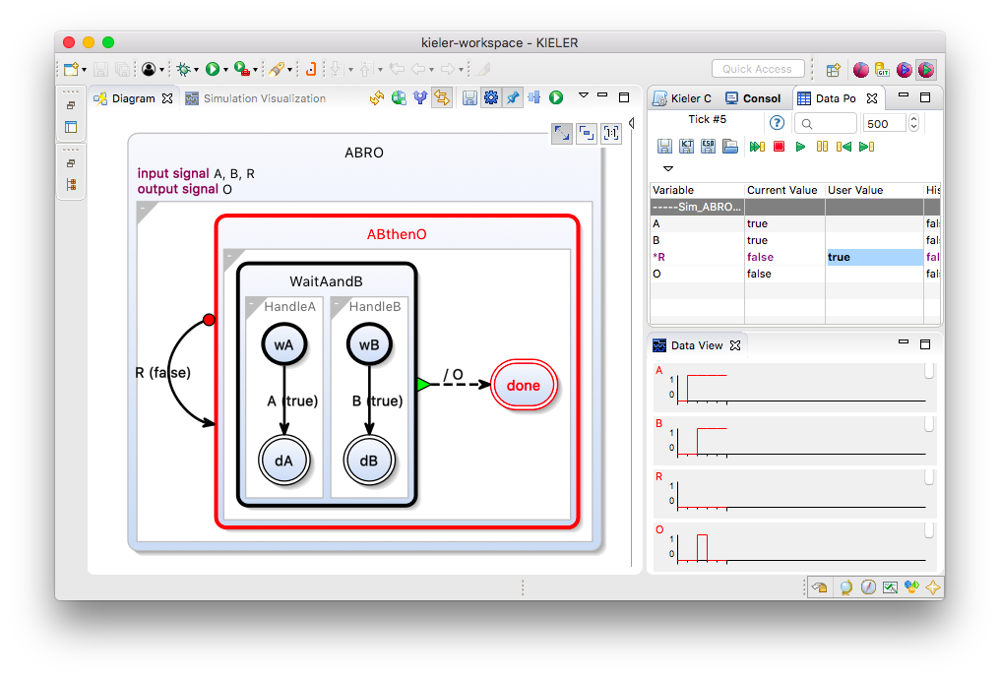 kieler-workspace - KIELER
Quick Access
Diagram
Simulation Visualization
Kieler C
Consol
Data Po
Tick #5
500
Variable Current Value User Value His
-----Sim_ABRO...
A true fal
B true fal
*R false true fal
O false fal
ABRO
input signal A, B, R
output signal O
ABthenO
WaitAandB
HandleA
HandleB
wA
wB
R (false)
A (true)
B (true)
/ O
done
dA
dB
Data View
A
1
0
B
1
0
R
1
0
O
1
0